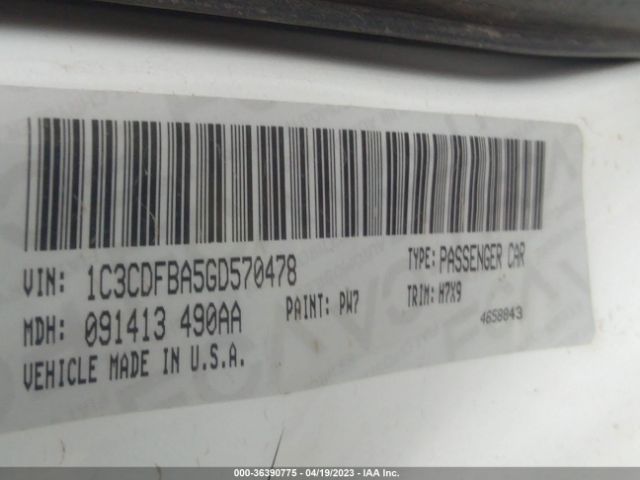 VIN: 1C3CDFBA5GD570478
TYPE: PASSENGER CAR
MDH: 091413 490AA
PAINT: PW7
TRIM: H7X9
4658843
VEHICLE MADE IN U.S.A.
000-36390775 - 04/19/2023 - IAA Inc.